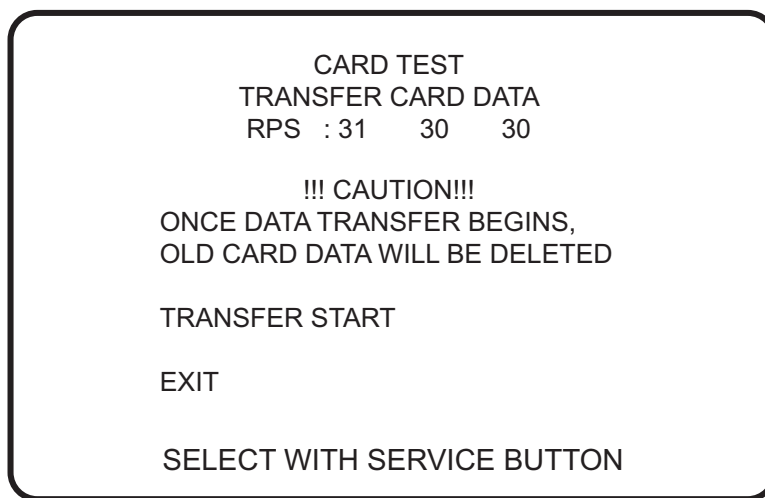 CARD TEST
TRANSFER CARD DATA
RPS : 31 30 30
!!! CAUTION!!!
ONCE DATA TRANSFER BEGINS,
OLD CARD DATA WILL BE DELETED
TRANSFER START
EXIT
SELECT WITH SERVICE BUTTON